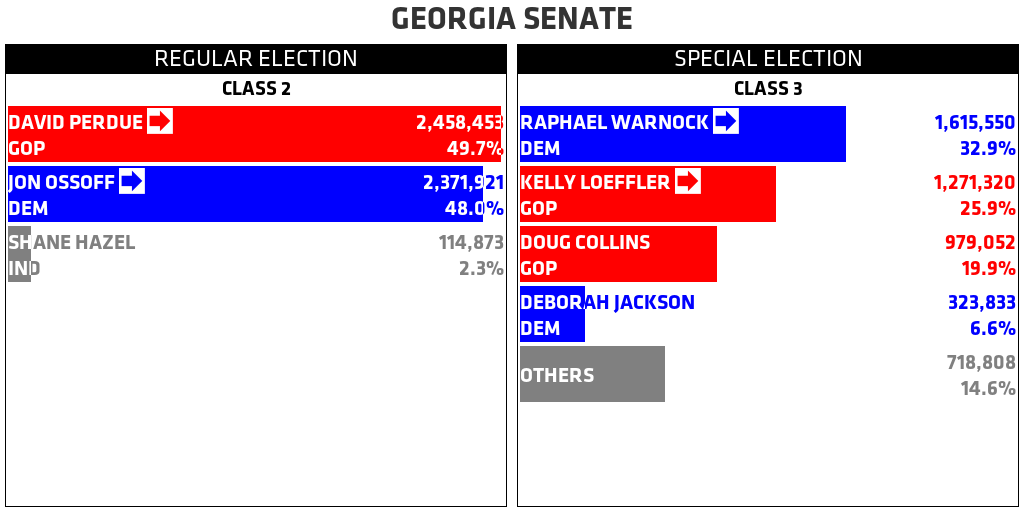 GEORGIA SENATE
REGULAR ELECTION
CLASS 2
DAVID PERDUE 2,458,453
GOP 49.7%
JON OSSOFF 2,371,921
DEM 48.0%
SHANE HAZEL 114,873
IND 2.3%
SPECIAL ELECTION
CLASS 3
RAPHAEL WARNOCK 1,615,550
DEM 32.9%
KELLY LOEFFLER 1,271,320
GOP 25.9%
DOUG COLLINS 979,052
GOP 19.9%
DEBORAH JACKSON 323,833
DEM 6.6%
OTHERS 718,808
14.6%